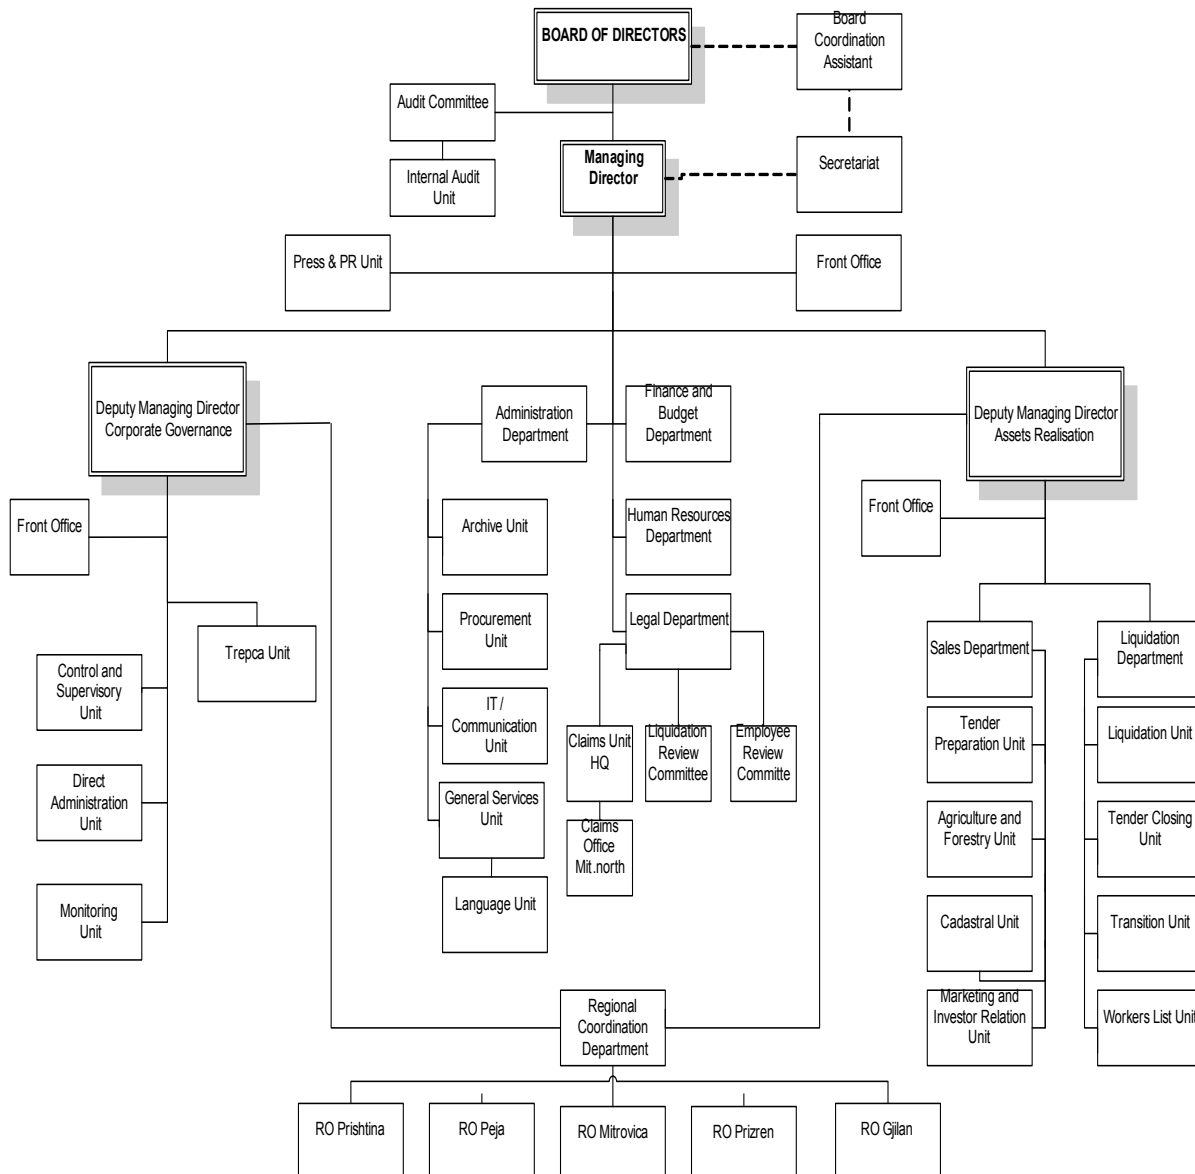 BOARD OF DIRECTORS
Board
Coordination
Assistant
Audit Committee
Managing
Director
Secretariat
Internal Audit
Unit
Press & PR Unit
Front Office
Deputy Managing Director
Corporate Governance
Administration
Department
Finance and
Budget
Department
Deputy Managing Director
Assets Realisation
Front Office
Archive Unit
Human Resources
Department
Front Office
Procurement
Unit
Legal Department
Trepca Unit
Sales Department
Liquidation
Department
Control and
Supervisory
Unit
IT /
Communication
Unit
Claims Unit
HQ
Liquidation
Review
Committee
Employee
Review
Committe
Tender
Preparation Unit
Liquidation Unit
Direct
Administration
Unit
General Services
Unit
Claims
Office
Mit.north
Agriculture and
Forestry Unit
Tender Closing
Unit
Monitoring
Unit
Language Unit
Cadastral Unit
Transition Unit
Regional
Coordination
Department
Marketing and
Investor Relation
Unit
Workers List Unit
RO Prishtina
RO Peja
RO Mitrovica
RO Prizren
RO Gjilan